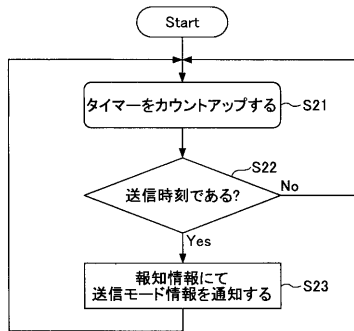 Start
タイマーをカウントアップする
S21
S22
送信時刻である?
No
Yes
報知情報にて
送信モード情報を通知する
S23